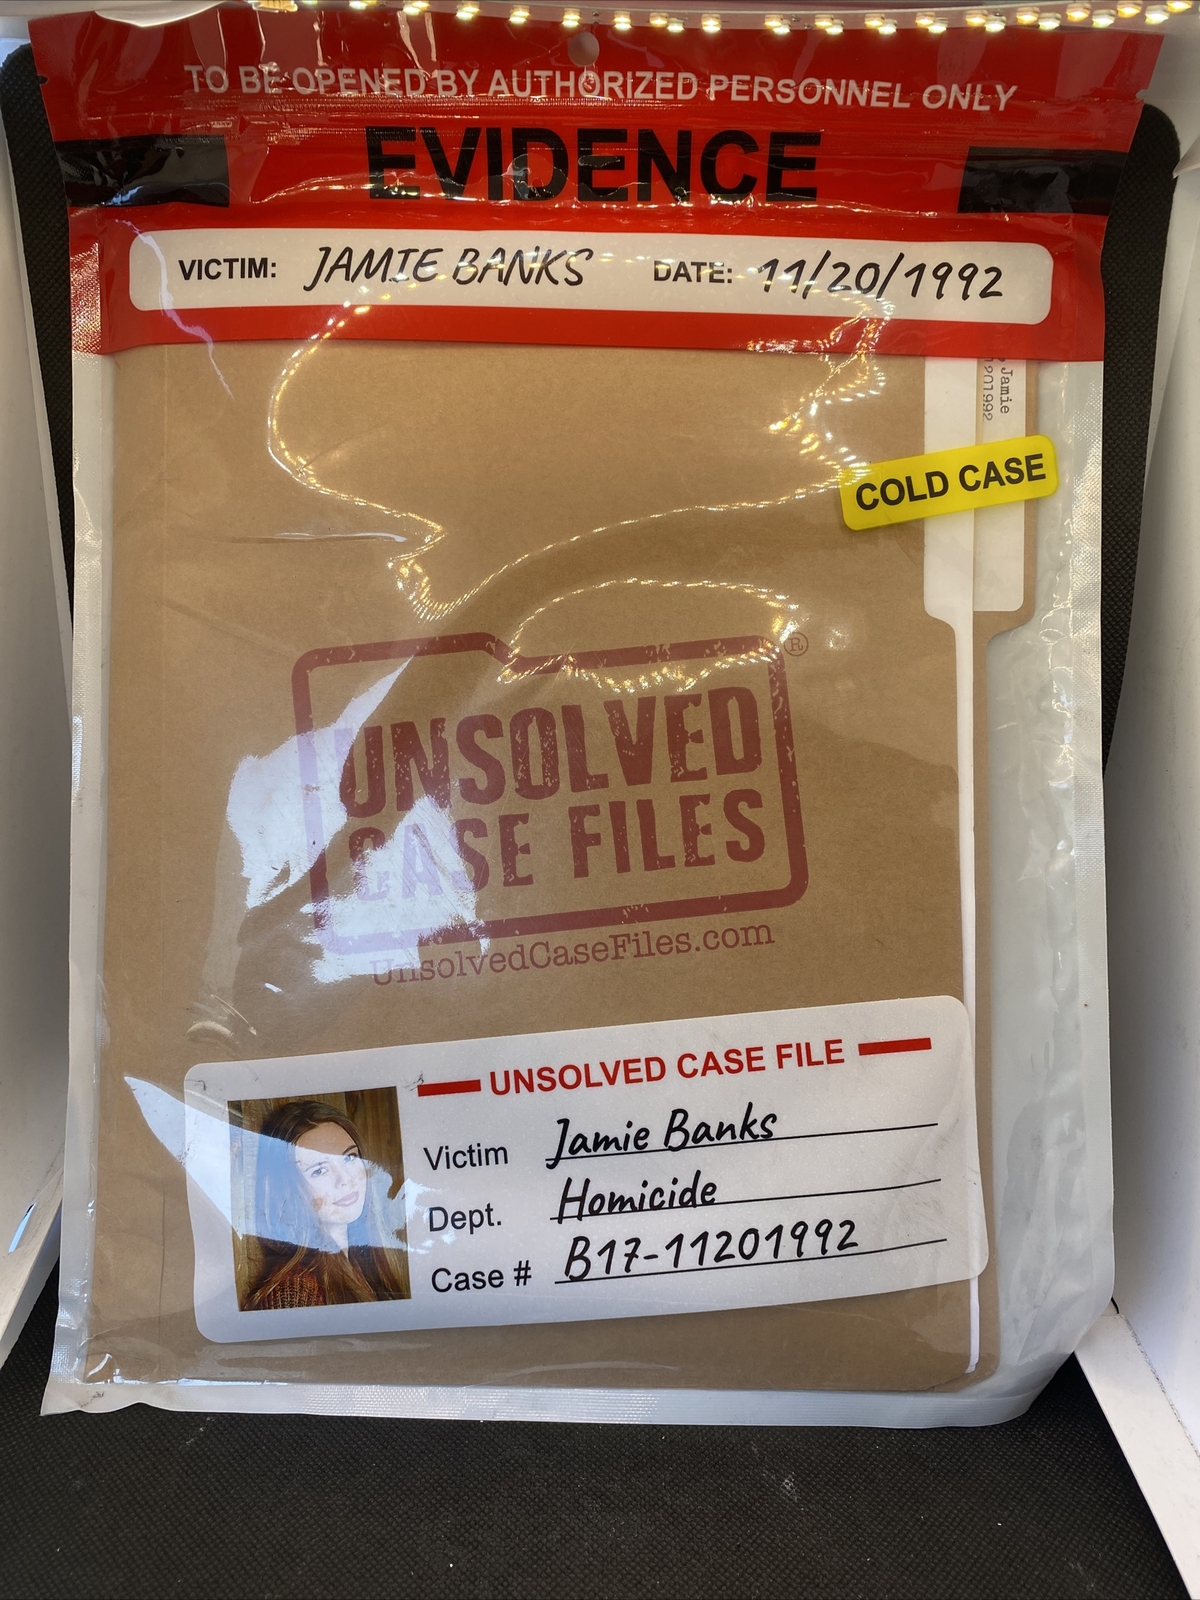 TO BE OPENED BY AUTHORIZED PERSONNEL ONLY
EVIDENCE
VICTIM: JAMIE BANKS DATE: 11/20/1992
Jamie
1201992
COLD CASE
®
UNSOLVED
CASE FILES
UnsolvedCaseFiles.com
UNSOLVED CASE FILE
Victim Jamie Banks
Dept. Homicide
Case # B17-11201992